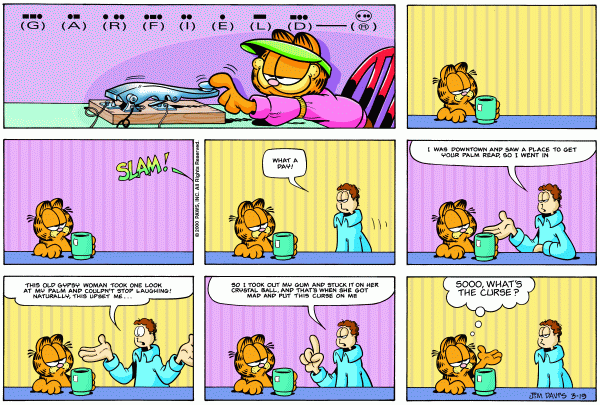 (G) (A) (R) (F) (I) (E) (L) (D) — (®)
SLAM!
© 2000 PAWS, INC. All Rights Reserved.
WHAT A
DAY!
I WAS DOWNTOWN AND SAW A PLACE TO GET
YOUR PALM READ, SO I WENT IN
THIS OLD GYPSY WOMAN TOOK ONE LOOK
AT MY PALM AND COULDN'T STOP LAUGHING!
NATURALLY, THIS UPSET ME....
SO I TOOK OUT MY GUM AND STUCK IT ON HER
CRYSTAL BALL, AND THAT'S WHEN SHE GOT
MAD AND PUT THIS CURSE ON ME
SOOO, WHAT'S
THE CURSE?
JIM DAVIS 3-19